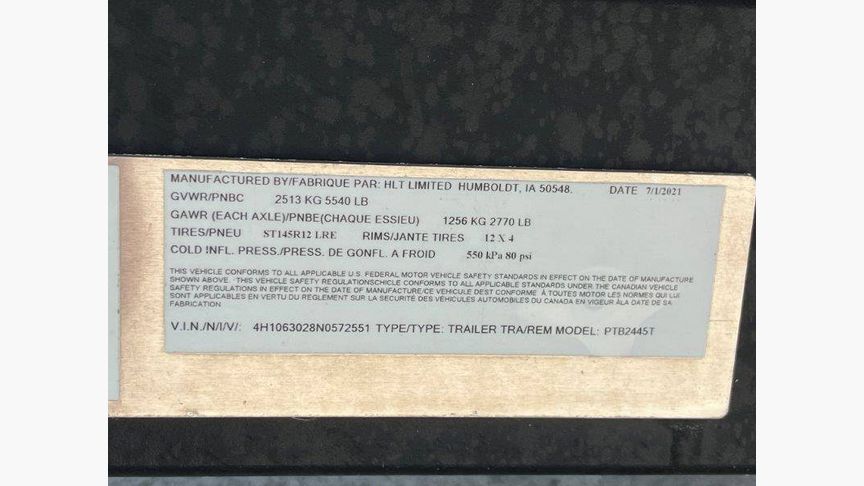 MANUFACTURED BY/FABRIQUE PAR: HLT LIMITED HUMBOLDT, IA 50548. DATE 7/1/2021
GVWR/PNBC 2513 KG 5540 LB
GAWR (EACH AXLE)/PNBE(CHAQUE ESSIEU) 1256 KG 2770 LB
TIRES/PNEU ST145R12 LRE RIMS/JANTE TIRES 12 X 4
COLD INFL. PRESS./PRESS. DE GONFL. A FROID 550 kPa 80 psi
THIS VEHICLE CONFORMS TO ALL APPLICABLE U.S. FEDERAL MOTOR VEHICLE SAFETY STANDARDS IN EFFECT ON THE DATE OF MANUFACTURE
SHOWN ABOVE. THIS SAFETY REGULATIONSCHICLE CONFORMS TO ALL APPLICABLE STANDARDS UNDER THE CANADIAN VEHICLE
SAFETY REGULATIONS IN EFFECT ON THE DATE OF MANUFACTURE/CE VEHICULE DEST CONFORME À TOUTES MOTOR LES NORMES QUI LUI
SONT APPLICABLES EN VERTU DU REGLEMENT SUR LA SECURITÉ DES VÉHICULES AUTOMOBILES DU CANADA EN VIGEUR ÀLA DATE DE SA
FABRICATION
V.I.N./N/I/V/: 4H1063028N0572551 TYPE/TYPE: TRAILER TRA/REM MODEL: PTB2445T